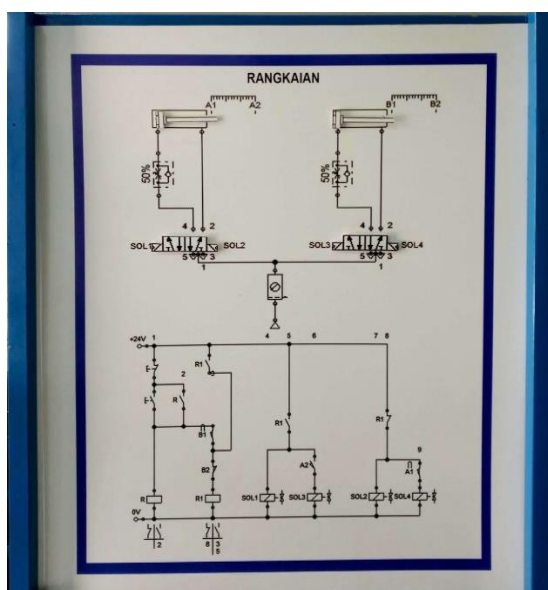 RANGKAIAN
A1 A2 B1 B2
50% 50%
4 2 4 2
SOL1 SOL2 SOL3 SOL4
5 3 5 3
1 1
+24V 1 4 5 6 7 8
R1 3
2
R R1 R1
B1
9
B2 A2 A1
R R1 SOL1 SOL3 SOL2 SOL4
0V
2 8 3
5